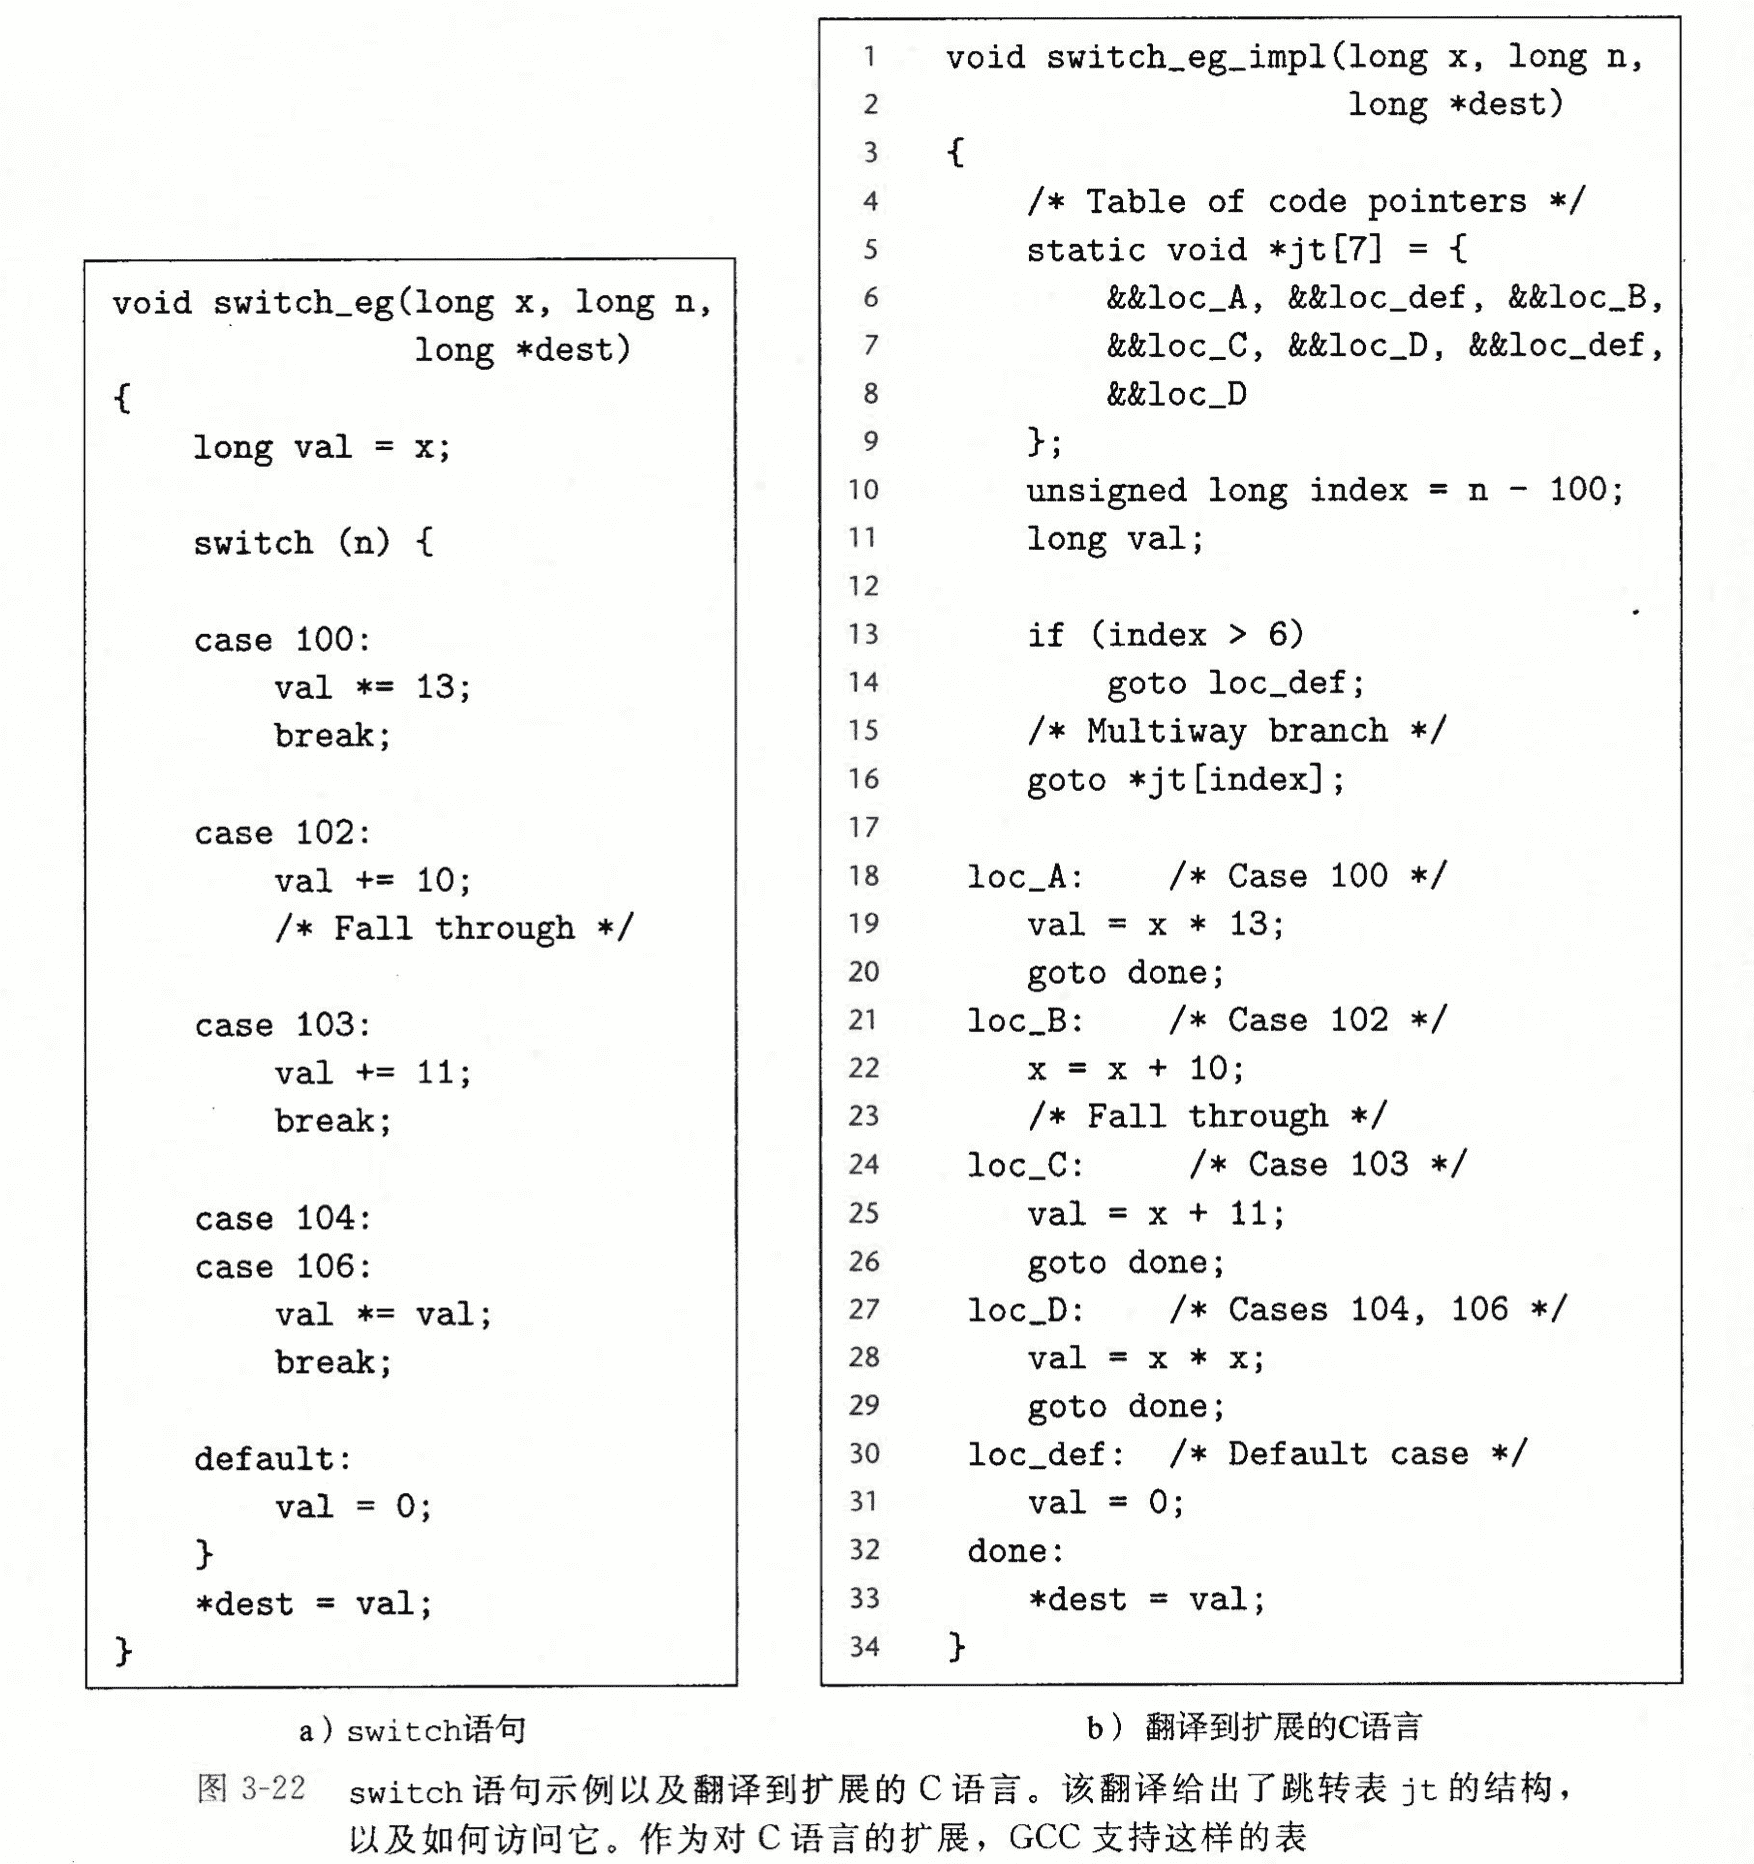 void switch_eg(long x, long n,
               long *dest)
{
    long val = x;

    switch (n) {

    case 100:
        val *= 13;
        break;

    case 102:
        val += 10;
        /* Fall through */

    case 103:
        val += 11;
        break;

    case 104:
    case 106:
        val *= val;
        break;

    default:
        val = 0;
    }
    *dest = val;
}
a) switch语句
1 void switch_eg_impl(long x, long n,
2                     long *dest)
3 {
4     /* Table of code pointers */
5     static void *jt[7] = {
6         &&loc_A, &&loc_def, &&loc_B,
7         &&loc_C, &&loc_D, &&loc_def,
8         &&loc_D
9     };
10     unsigned long index = n - 100;
11     long val;
12
13     if (index > 6)
14         goto loc_def;
15     /* Multiway branch */
16     goto *jt[index];
17
18  loc_A:    /* Case 100 */
19     val = x * 13;
20     goto done;
21  loc_B:    /* Case 102 */
22     x = x + 10;
23     /* Fall through */
24  loc_C:     /* Case 103 */
25     val = x + 11;
26     goto done;
27  loc_D:    /* Cases 104, 106 */
28     val = x * x;
29     goto done;
30  loc_def:  /* Default case */
31     val = 0;
32  done:
33     *dest = val;
34 }
b) 翻译到扩展的C语言
图 3-22 switch 语句示例以及翻译到扩展的 C 语言。该翻译给出了跳转表 jt 的结构，
以及如何访问它。作为对 C 语言的扩展，GCC 支持这样的表